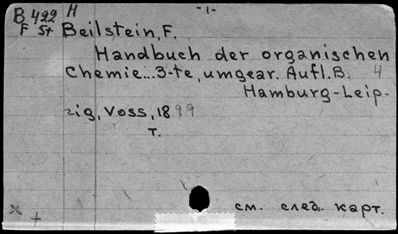 B 422 H -1-
F St Beilstein, F.
Handbuch der organischen
Chemie...3-te, umgear. Aufl. B. 4
Hamburg-Leip-
zig, Voss, 1899
T.
см. след. карт.